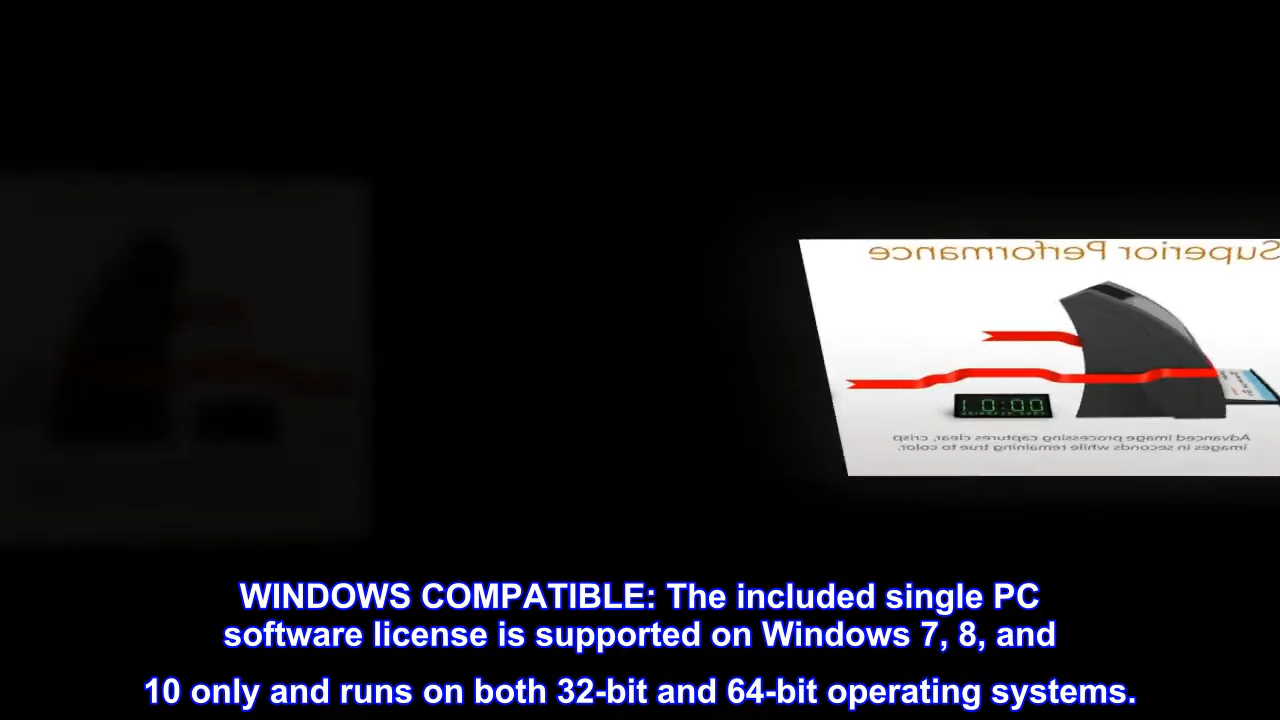 Superior Performance
10:00
Advanced image processing captures clear, crisp
images in seconds while remaining true to color.
WINDOWS COMPATIBLE: The included single PC
software license is supported on Windows 7, 8, and
10 only and runs on both 32-bit and 64-bit operating systems.